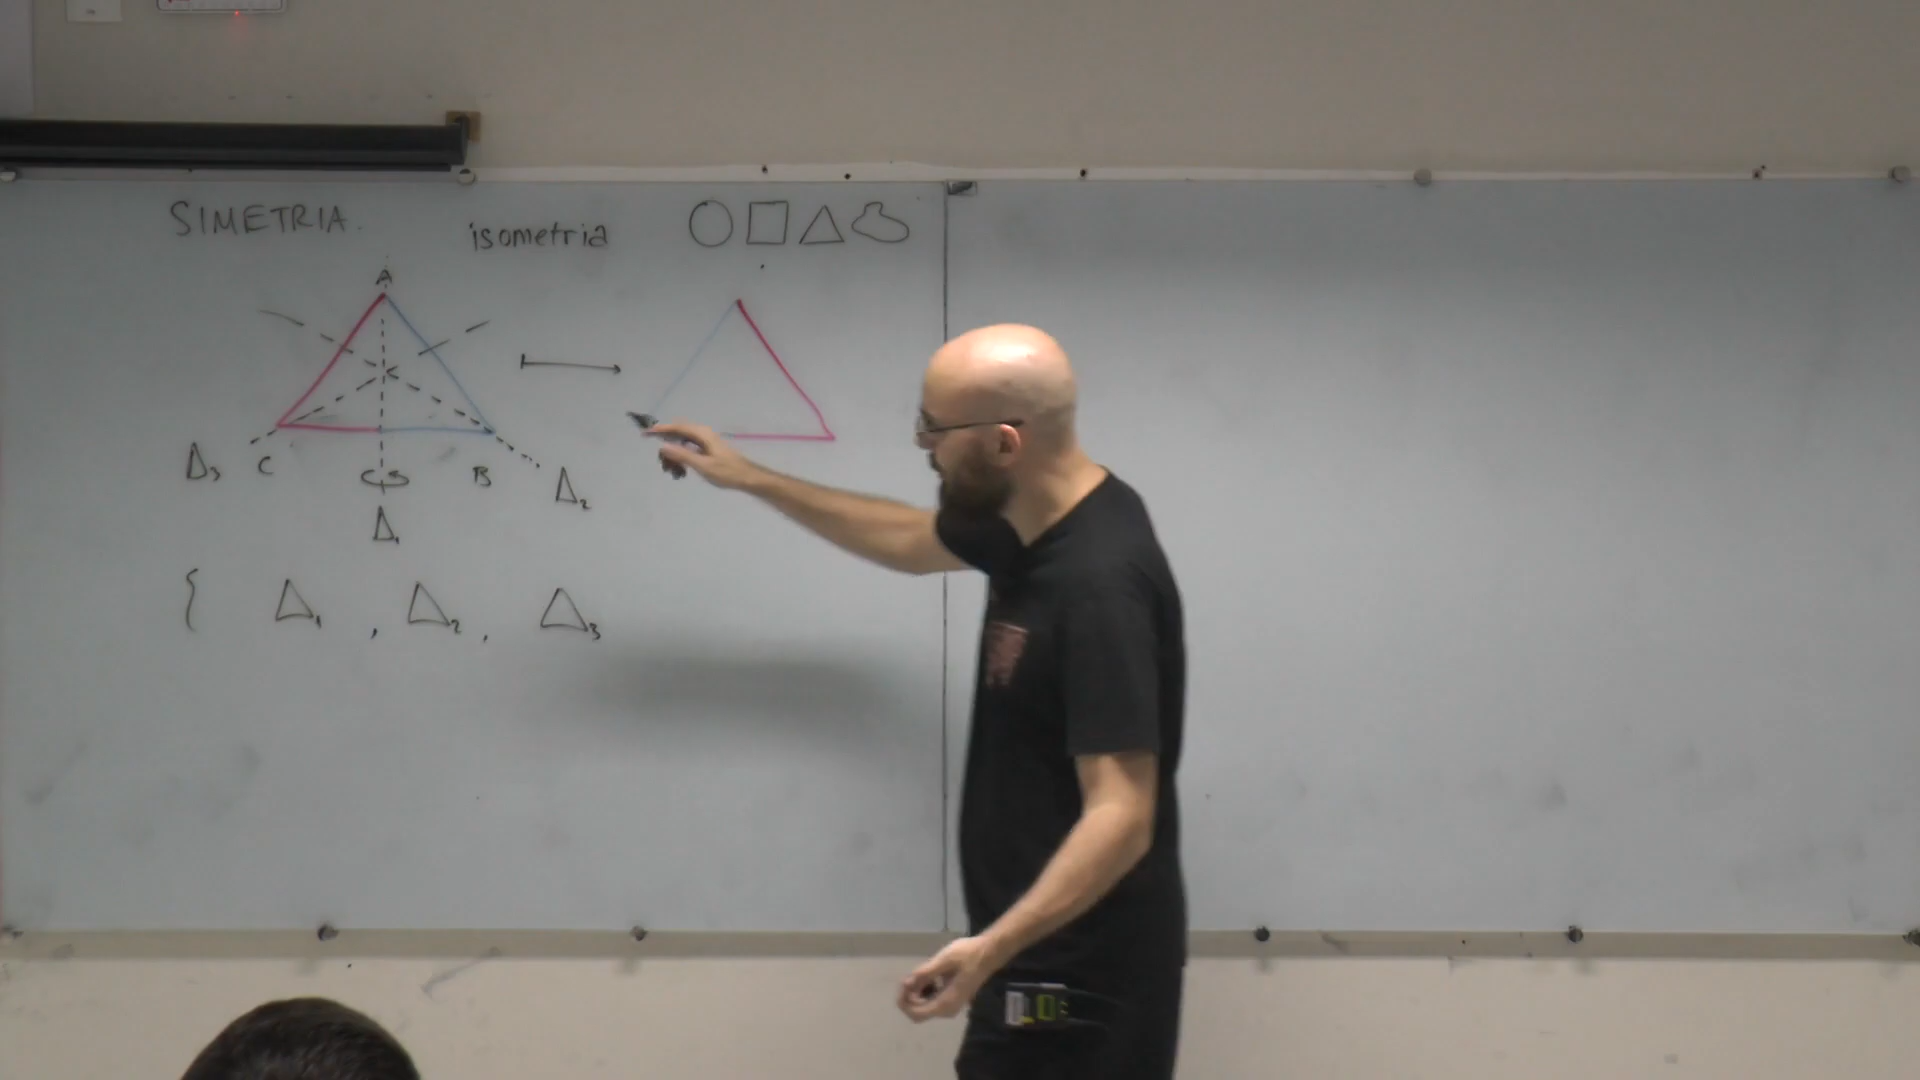 SIMETRIA.
isometria
A
Δ₃ C B Δ₂
Δ₁
{ Δ₁ , Δ₂ , Δ₃